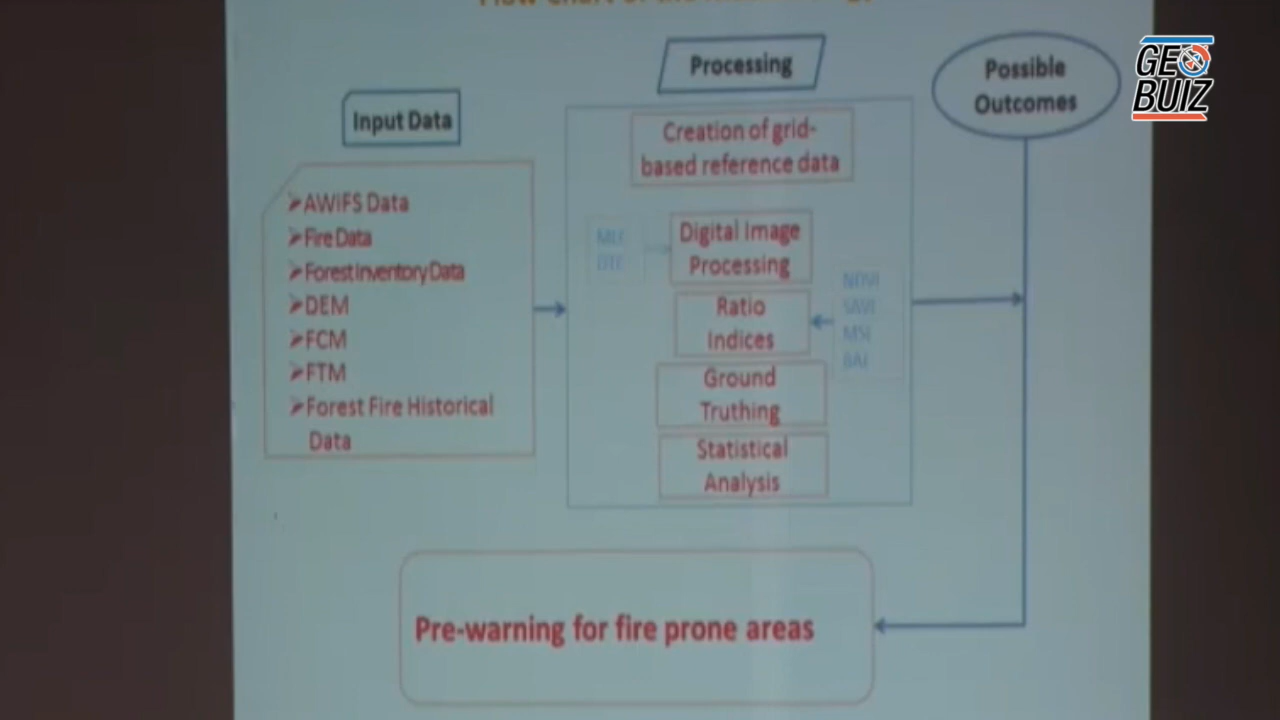 Processing
Possible
Outcomes
GEO
BUIZ
Input Data
Creation of grid-
based reference data
➢AWiFS Data
➢Fire Data
➢Forest Inventory Data
➢DEM
➢FCM
➢FTM
➢Forest Fire Historical
Data
Digital Image
Processing
Ratio
Indices
NDVI
SAVI
MSI
BAI
Ground
Truthing
Statistical
Analysis
Pre-warning for fire prone areas